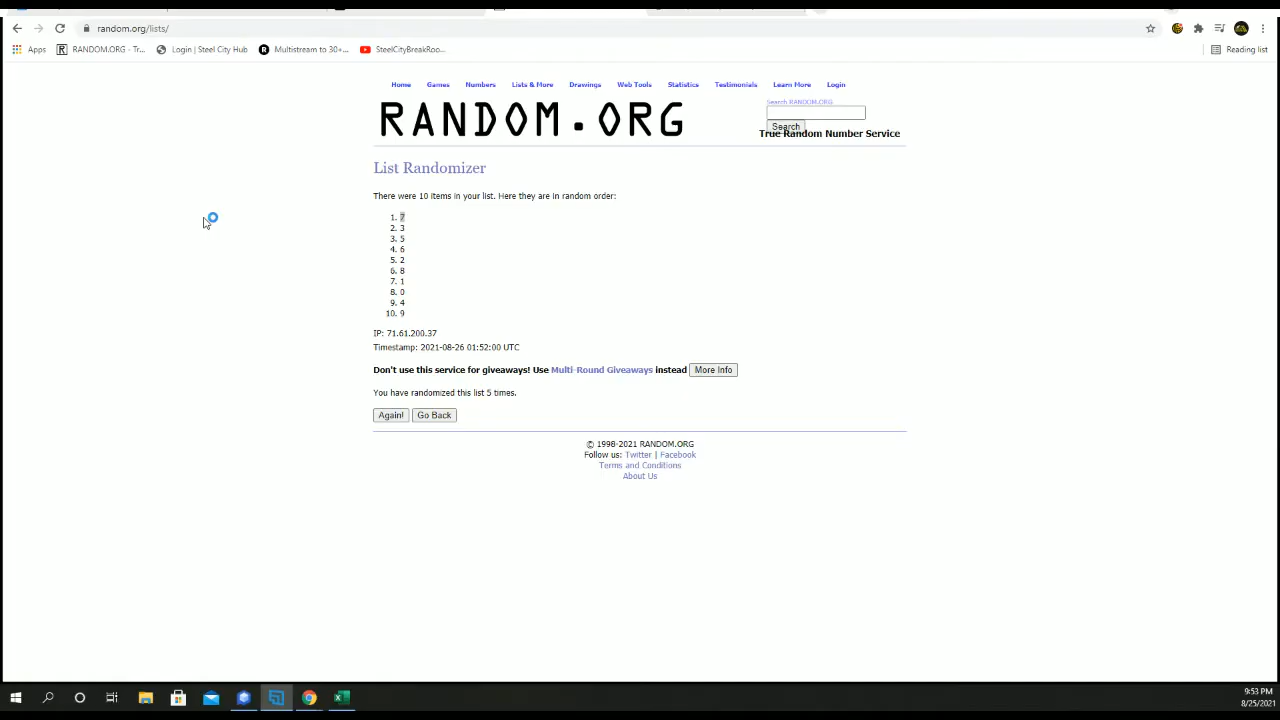 random.org/lists/
Apps
RANDOM.ORG - Tr...
Login | Steel City Hub
Multistream to 30+...
SteelCityBreakRoo...
Reading list
Home Games Numbers Lists & More Drawings Web Tools Statistics Testimonials Learn More Login
RANDOM.ORG
Search RANDOM.ORG
Search
True Random Number Service
List Randomizer
There were 10 items in your list. Here they are in random order:
1. 7
2. 3
3. 5
4. 6
5. 2
6. 8
7. 1
8. 0
9. 4
10. 9
IP: 71.61.200.37
Timestamp: 2021-08-26 01:52:00 UTC
Don't use this service for giveaways! Use Multi-Round Giveaways instead More Info
You have randomized this list 5 times.
Again! Go Back
© 1998-2021 RANDOM.ORG
Follow us: Twitter | Facebook
Terms and Conditions
About Us
9:53 PM
8/25/2021